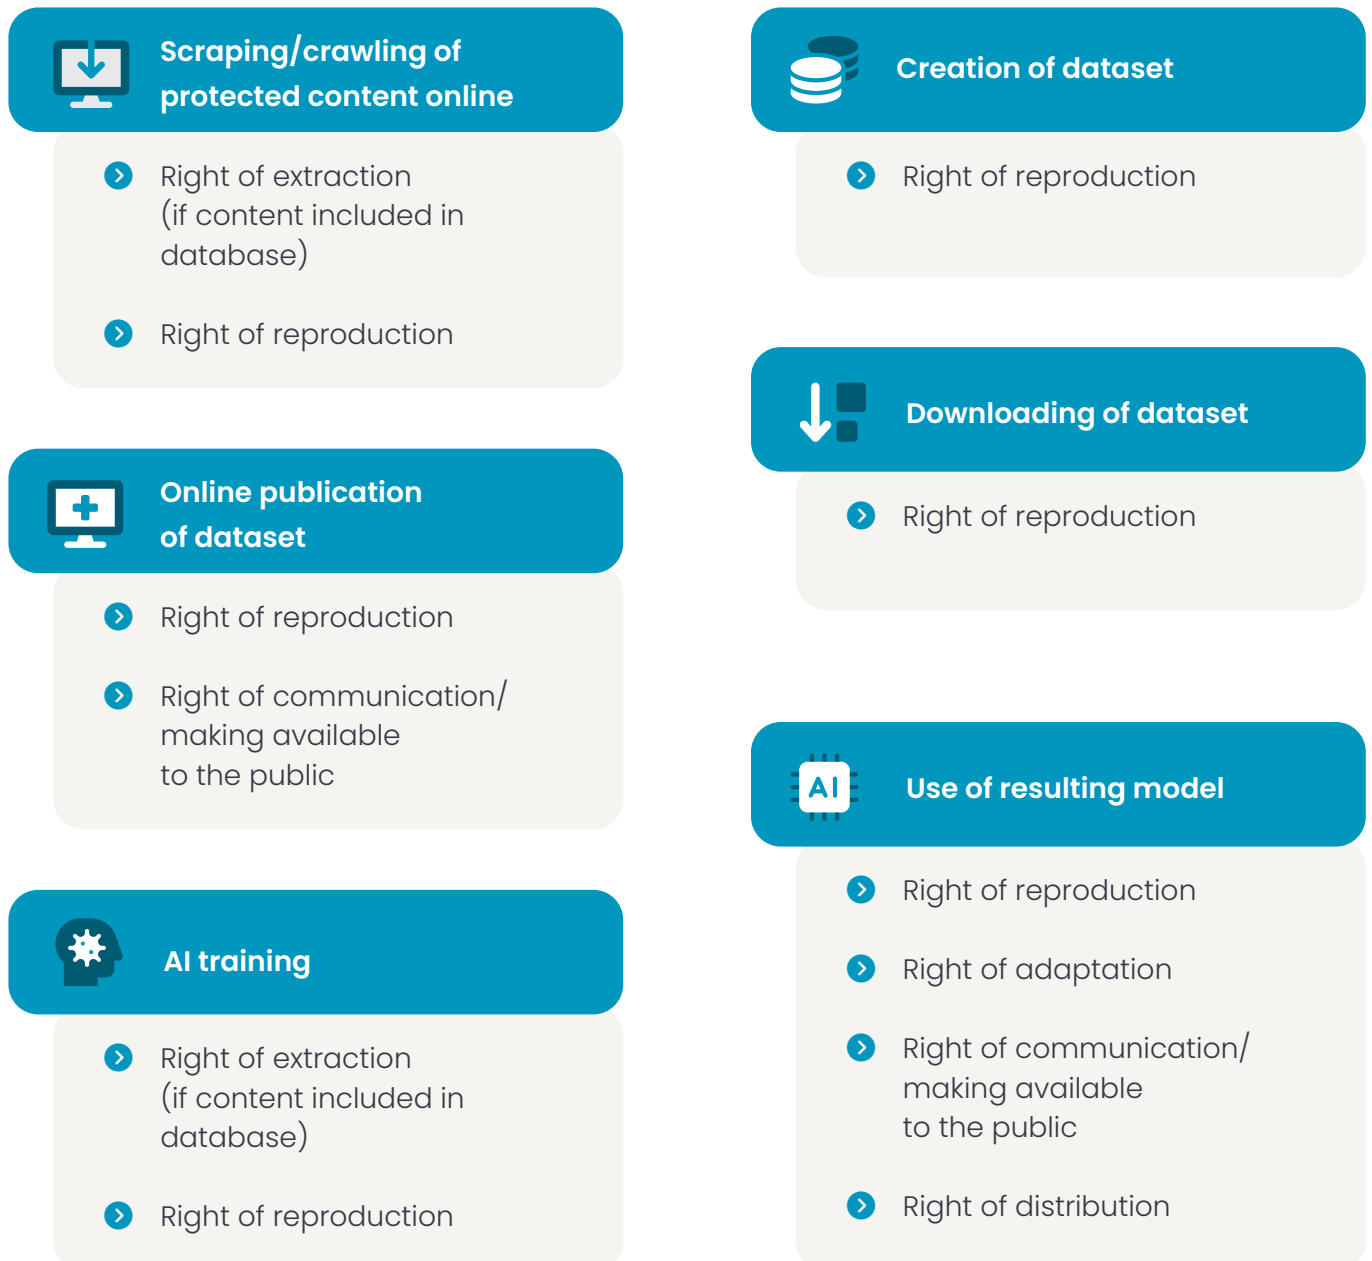 Scraping/crawling of
protected content online
Right of extraction
(if content included in
database)
Right of reproduction
Creation of dataset
Right of reproduction
Online publication
of dataset
Right of reproduction
Right of communication/
making available
to the public
Downloading of dataset
Right of reproduction
AI training
Right of extraction
(if content included in
database)
Right of reproduction
AI
Use of resulting model
Right of reproduction
Right of adaptation
Right of communication/
making available
to the public
Right of distribution